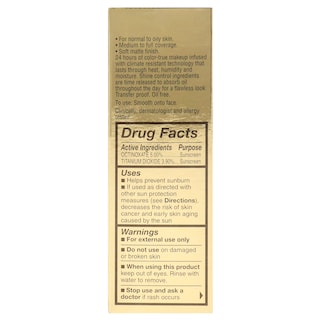 • For normal to dry skin.
• Medium to full coverage.
• Soft matte finish.
24 hours of color true makeup infused
with climate resistant technology that
lasts through heat, humidity and
moisture. Shine control ingredients
are time released to absorb oil
throughout the day for a flawless look.
Transfer proof. Oil free.
To use: Smooth onto face.
Clinically, dermatologist and allergy
tested.
Drug Facts
Active Ingredients Purpose
OCTINOXATE 5.00% Sunscreen
TITANIUM DIOXIDE 3.90% Sunscreen
Uses
■ Helps prevent sunburn
■ If used as directed with
other sun protection
measures (see Directions),
decreases the risk of skin
cancer and early skin aging
caused by the sun
Warnings
■ For external use only
■ Do not use on damaged
or broken skin
■ When using this product
keep out of eyes. Rinse with
water to remove.
■ Stop use and ask a
doctor if rash occurs